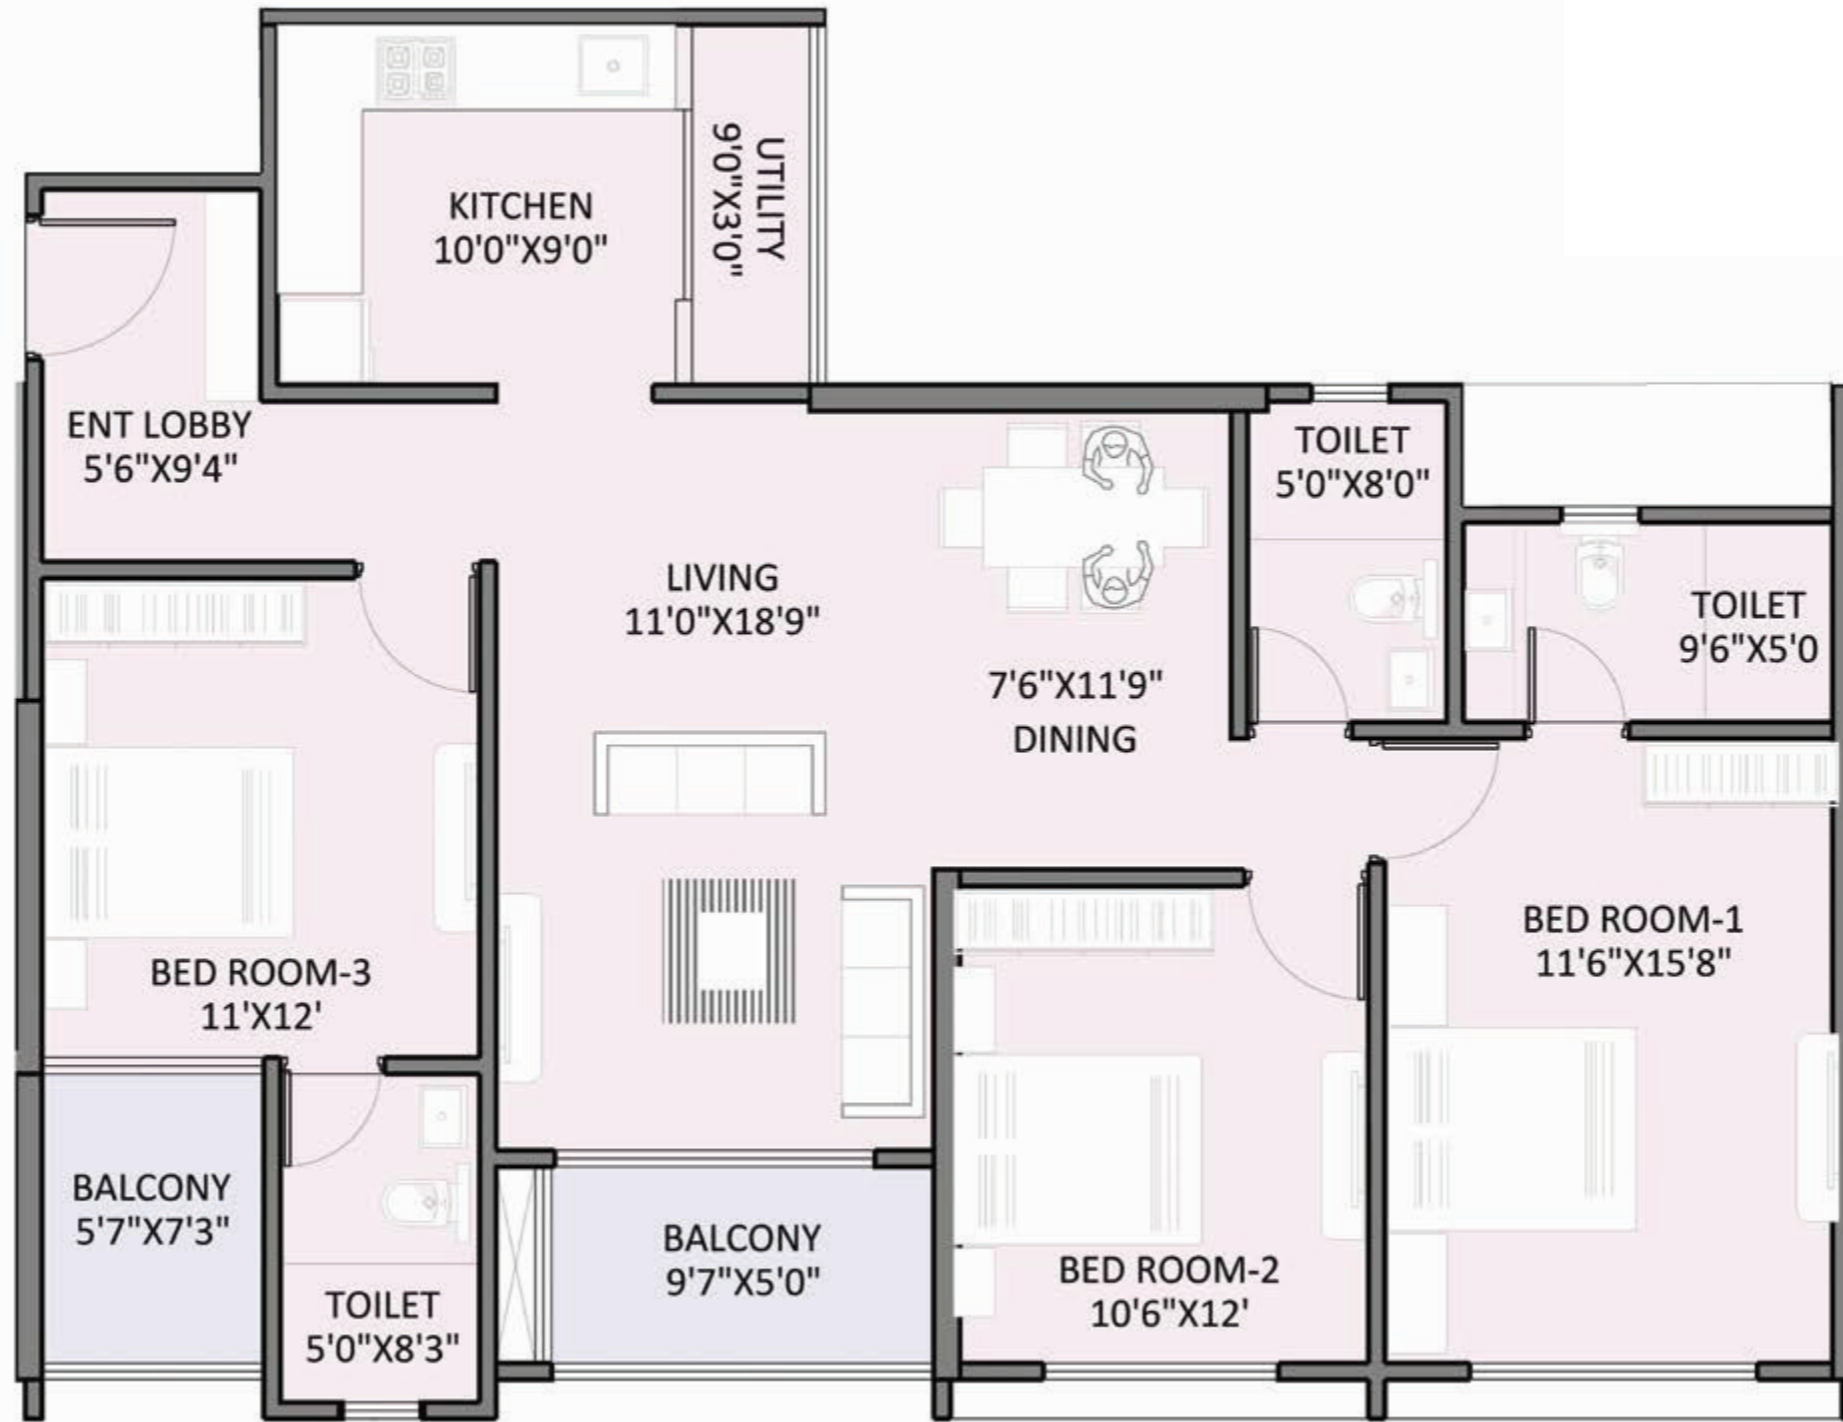 KITCHEN
10'0"X9'0"
UTILITY
9'0"X3'0"
ENT LOBBY
5'6"X9'4"
TOILET
5'0"X8'0"
LIVING
11'0"X18'9"
TOILET
9'6"X5'0
7'6"X11'9"
DINING
BED ROOM-1
11'6"X15'8"
BED ROOM-3
11'X12'
BALCONY
5'7"X7'3"
BALCONY
9'7"X5'0"
BED ROOM-2
10'6"X12'
TOILET
5'0"X8'3"